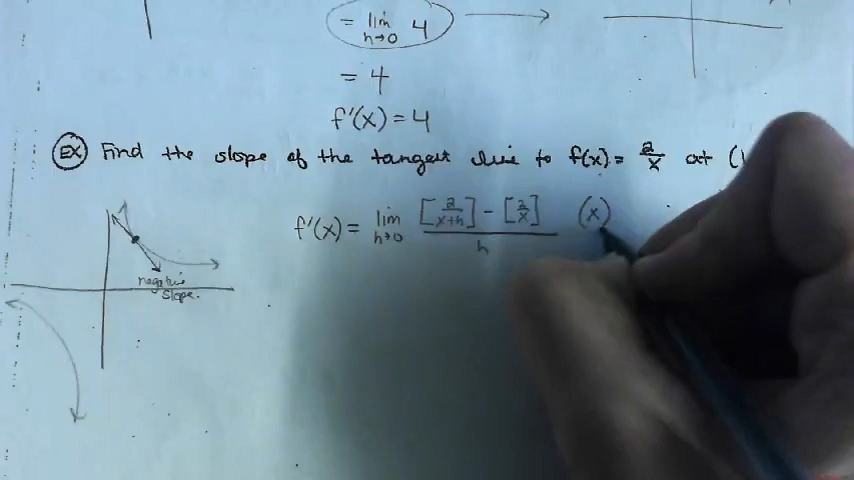 = lim h→0 4
= 4
f'(x) = 4
EX Find the slope of the tangent line to f(x) = 2/x at (1
f'(x) = lim h→0 [2/(x+h)] - [2/x] / h (x)
negative
slope.